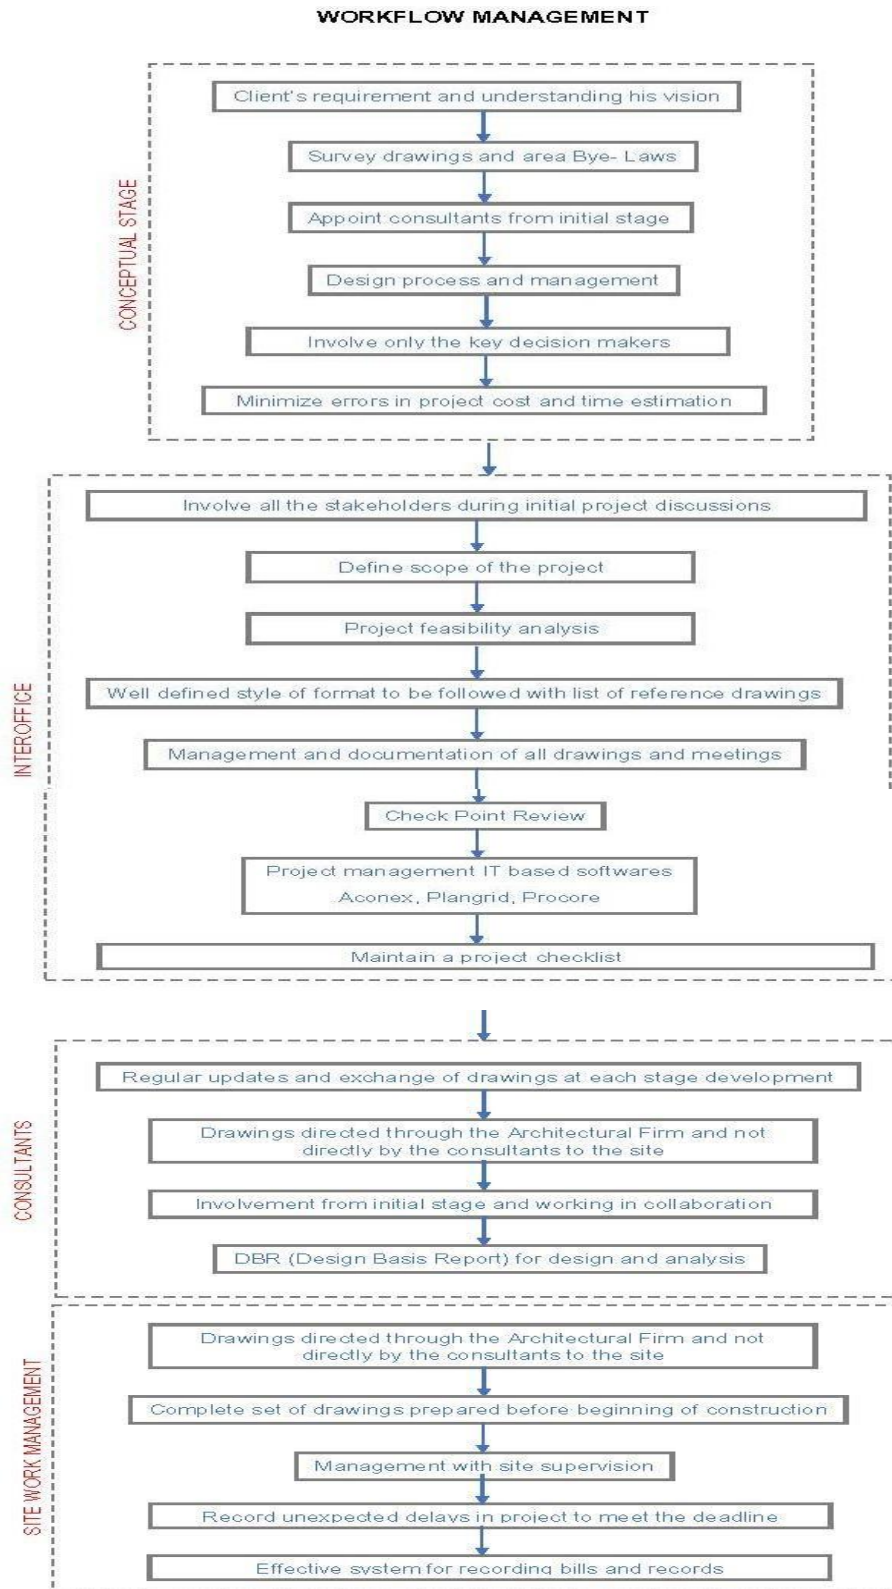 WORKFLOW MANAGEMENT
CONCEPTUAL STAGE
Client's requirement and understanding his vision
Survey drawings and area Bye- Laws
Appoint consultants from initial stage
Design process and management
Involve only the key decision makers
Minimize errors in project cost and time estimation
INTEROFFICE
Involve all the stakeholders during initial project discussions
Define scope of the project
Project feasibility analysis
Well defined style of format to be followed with list of reference drawings
Management and documentation of all drawings and meetings
Check Point Review
Project management IT based softwares
Aconex, Plangrid, Procore
Maintain a project checklist
CONSULTANTS
Regular updates and exchange of drawings at each stage development
Drawings directed through the Architectural Firm and not
directly by the consultants to the site
Involvement from initial stage and working in collaboration
DBR (Design Basis Report) for design and analysis
SITE WORK MANAGEMENT
Drawings directed through the Architectural Firm and not
directly by the consultants to the site
Complete set of drawings prepared before beginning of construction
Management with site supervision
Record unexpected delays in project to meet the deadline
Effective system for recording bills and records